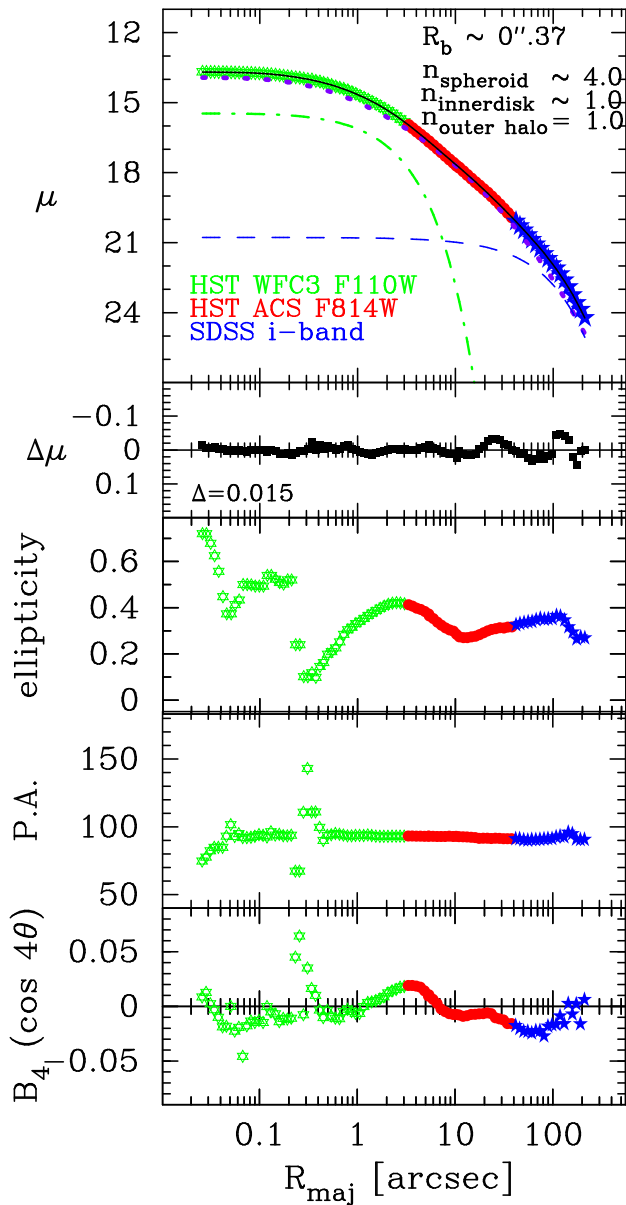 12
15
18
21
24
μ
R_b ~ 0".37
n_spheroid ~ 4.0
n_innerdisk ~ 1.0
n_outer halo = 1.0
HST WFC3 F110W
HST ACS F814W
SDSS i-band
-0.1
0
0.1
Δμ
Δ=0.015
0.6
0.4
0.2
0
ellipticity
150
100
50
P.A.
0.05
0
-0.05
B_4 (cos 4θ)
0.1 1 10 100
R_maj [arcsec]